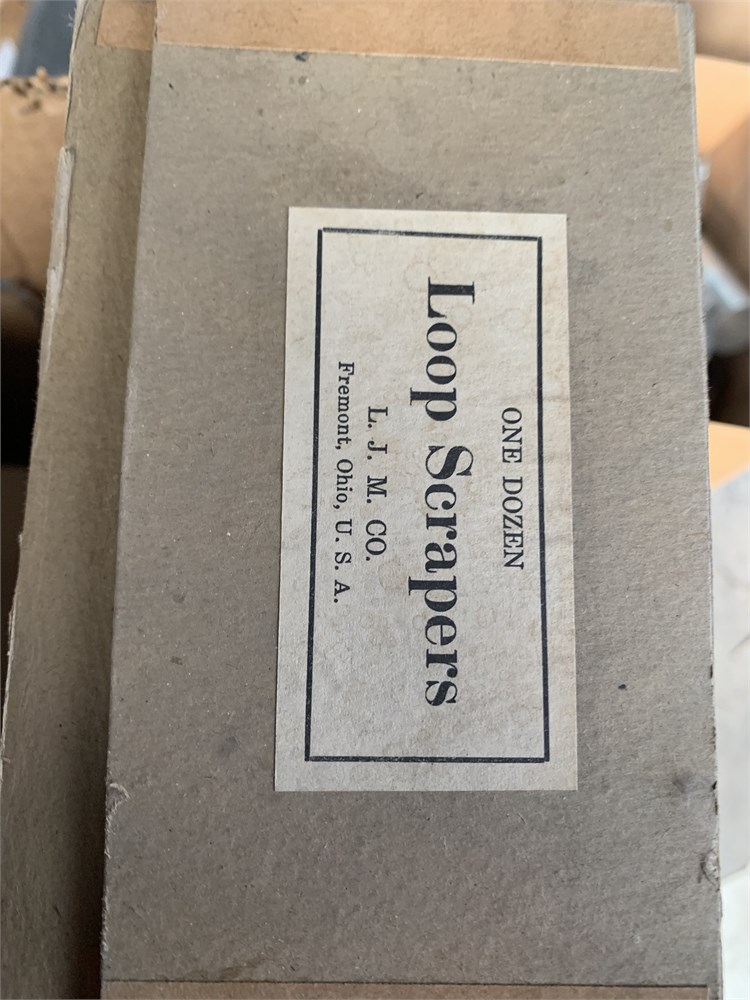 ONE DOZEN
Loop Scrapers
L. J. M. CO.
Fremont, Ohio, U. S. A.